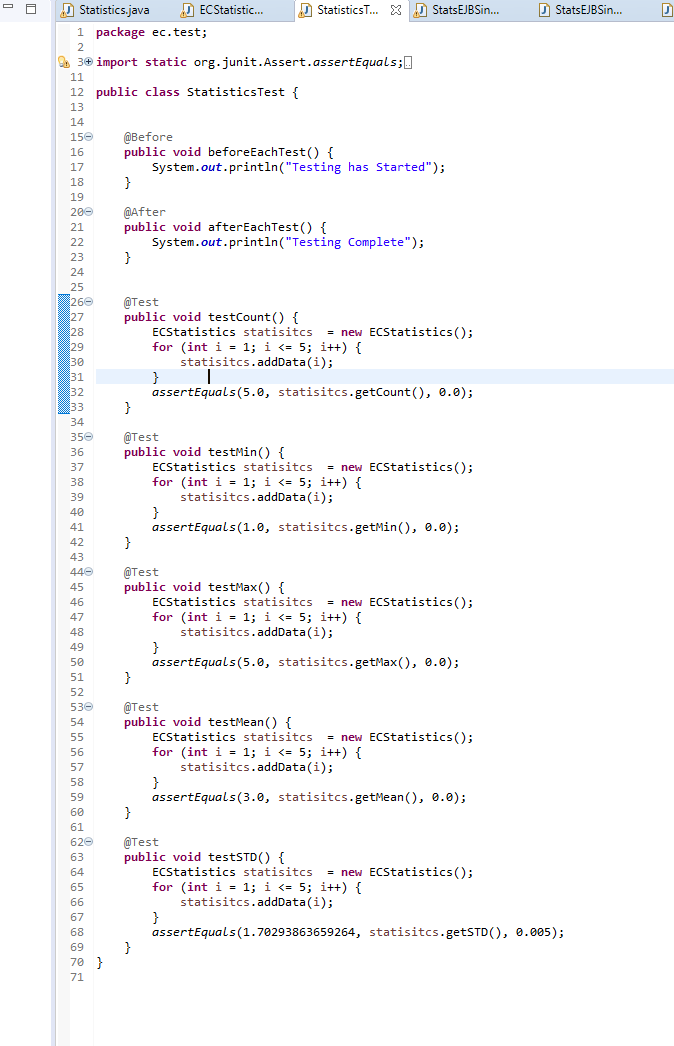 Statistics.java ECStatistic... StatisticsT... StatsEJBSin... StatsEJBSin...
1 package ec.test;
2
3 import static org.junit.Assert.assertEquals;
11
12 public class StatisticsTest {
13
14
15 @Before
16 public void beforeEachTest() {
17 System.out.println("Testing has Started");
18 }
19
20 @After
21 public void afterEachTest() {
22 System.out.println("Testing Complete");
23 }
24
25
26 @Test
27 public void testCount() {
28 ECStatistics statisitcs = new ECStatistics();
29 for (int i = 1; i <= 5; i++) {
30 statisitcs.addData(i);
31 }
32 assertEquals(5.0, statisitcs.getCount(), 0.0);
33 }
34
35 @Test
36 public void testMin() {
37 ECStatistics statisitcs = new ECStatistics();
38 for (int i = 1; i <= 5; i++) {
39 statisitcs.addData(i);
40 }
41 assertEquals(1.0, statisitcs.getMin(), 0.0);
42 }
43
44 @Test
45 public void testMax() {
46 ECStatistics statisitcs = new ECStatistics();
47 for (int i = 1; i <= 5; i++) {
48 statisitcs.addData(i);
49 }
50 assertEquals(5.0, statisitcs.getMax(), 0.0);
51 }
52
53 @Test
54 public void testMean() {
55 ECStatistics statisitcs = new ECStatistics();
56 for (int i = 1; i <= 5; i++) {
57 statisitcs.addData(i);
58 }
59 assertEquals(3.0, statisitcs.getMean(), 0.0);
60 }
61
62 @Test
63 public void testSTD() {
64 ECStatistics statisitcs = new ECStatistics();
65 for (int i = 1; i <= 5; i++) {
66 statisitcs.addData(i);
67 }
68 assertEquals(1.70293863659264, statisitcs.getSTD(), 0.005);
69 }
70 }
71